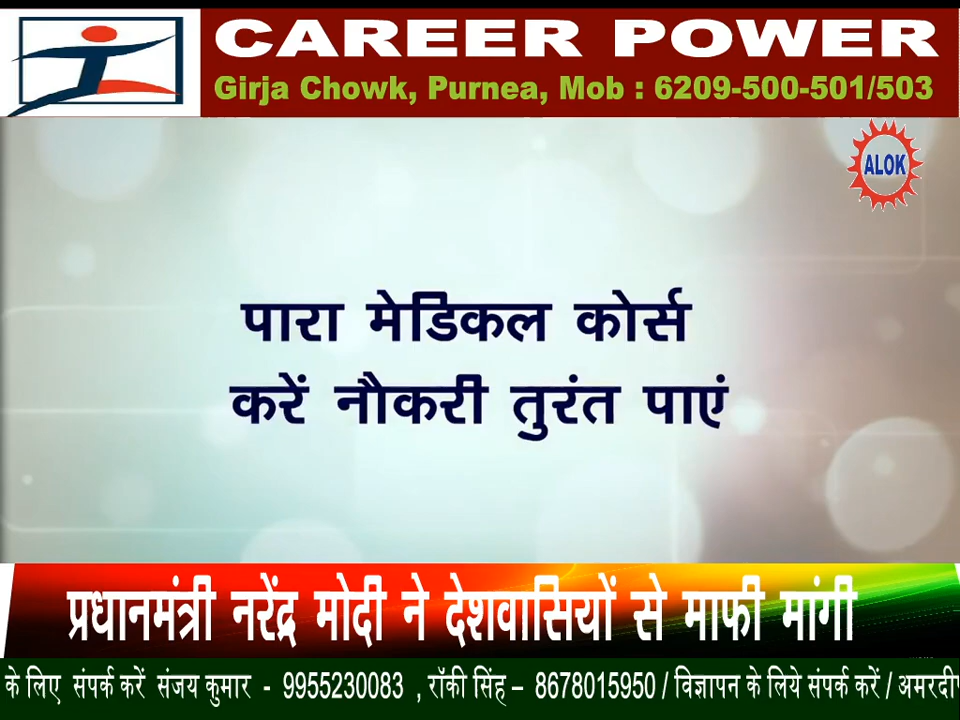 CAREER POWER
Girja Chowk, Purnea, Mob : 6209-500-501/503
ALOK
पारा मेडिकल कोर्स
करें नौकरी तुरंत पाएं
प्रधानमंत्री नरेंद्र मोदी ने देशवासियों से माफी मांगी
के लिए संपर्क करें संजय कुमार - 9955230083 , रॉकी सिंह – 8678015950 / विज्ञापन के लिये संपर्क करें /